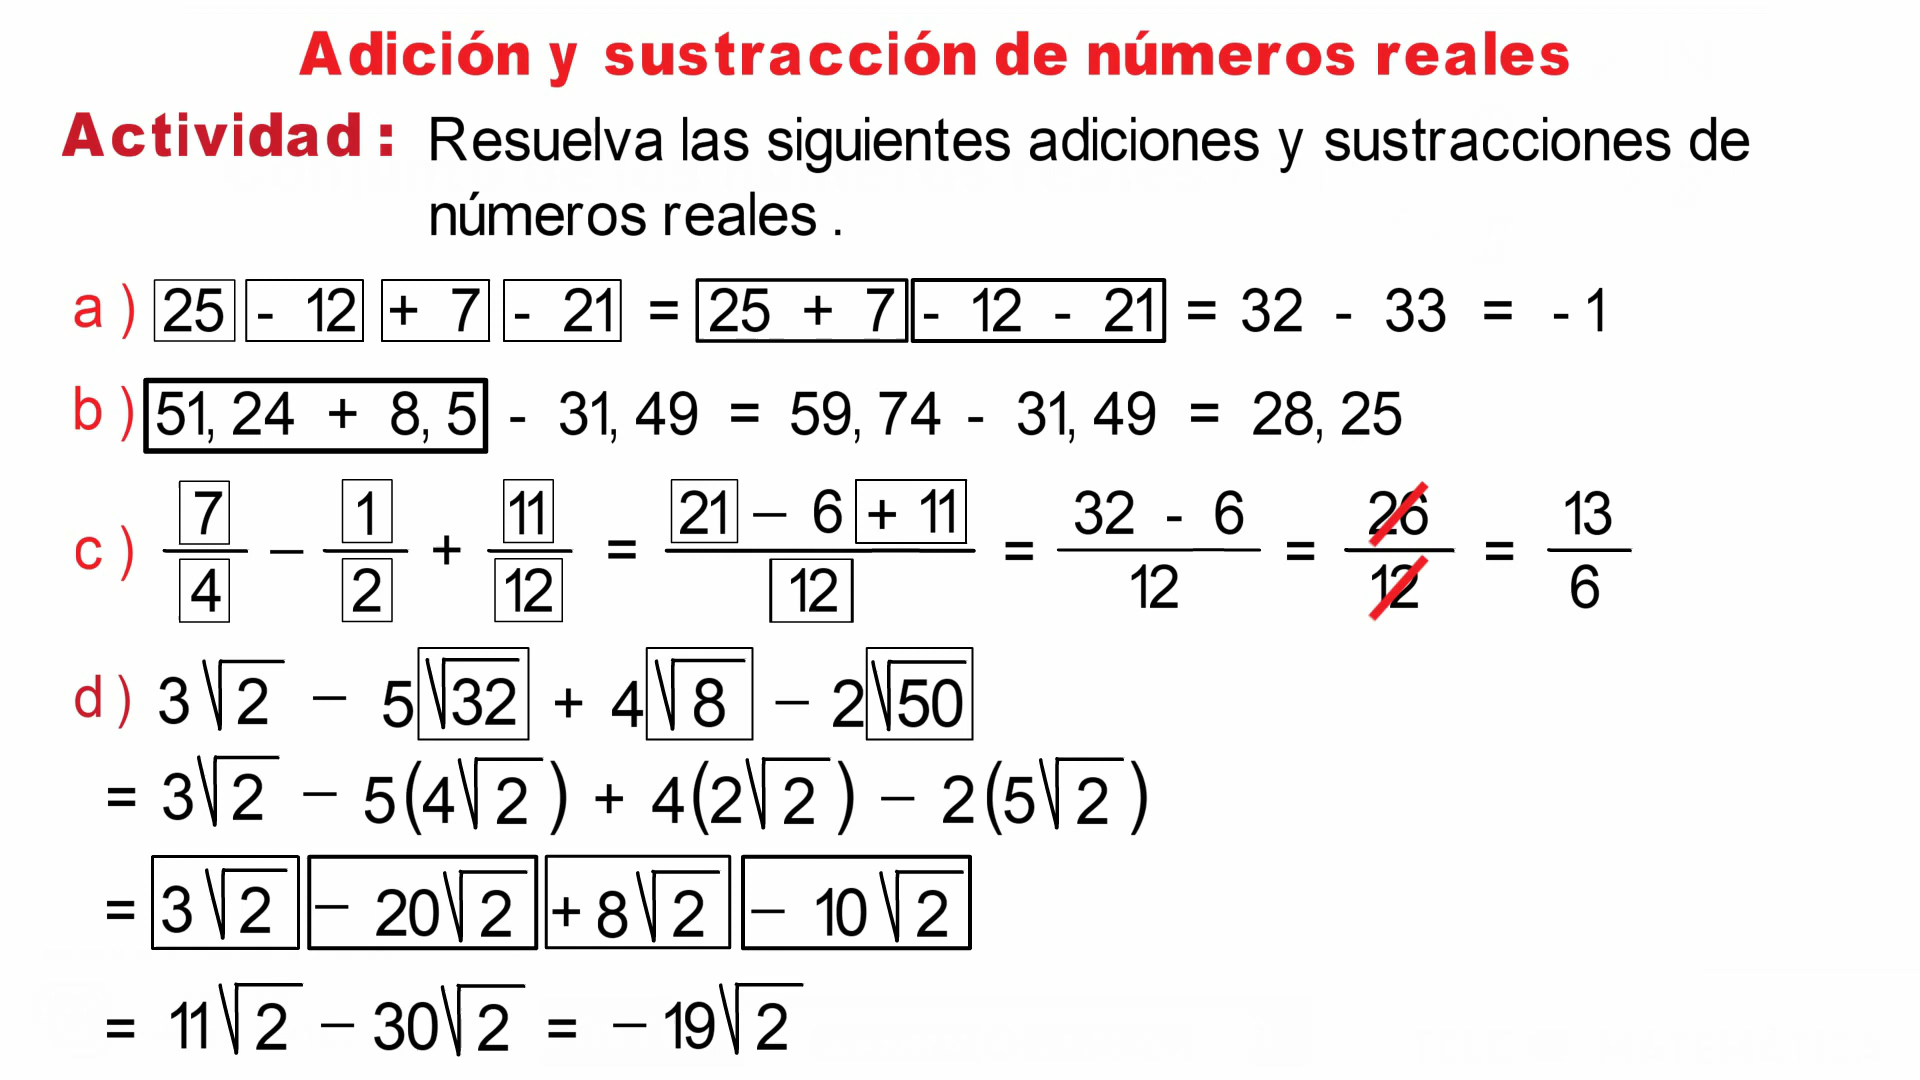 Adición y sustracción de números reales
Actividad: Resuelva las siguientes adiciones y sustracciones de
números reales .
a) 25 - 12 + 7 - 21 = 25 + 7 - 12 - 21 = 32 - 33 = - 1
b) 51, 24 + 8, 5 - 31, 49 = 59, 74 - 31, 49 = 28, 25
c) 7/4 − 1/2 + 11/12 = (21 − 6 + 11)/12 = (32 - 6)/12 = 26/12 = 13/6
d) 3√2 − 5√32 + 4√8 − 2√50
= 3√2 − 5(4√2) + 4(2√2) − 2(5√2)
= 3√2 − 20√2 + 8√2 − 10√2
= 11√2 − 30√2 = − 19√2